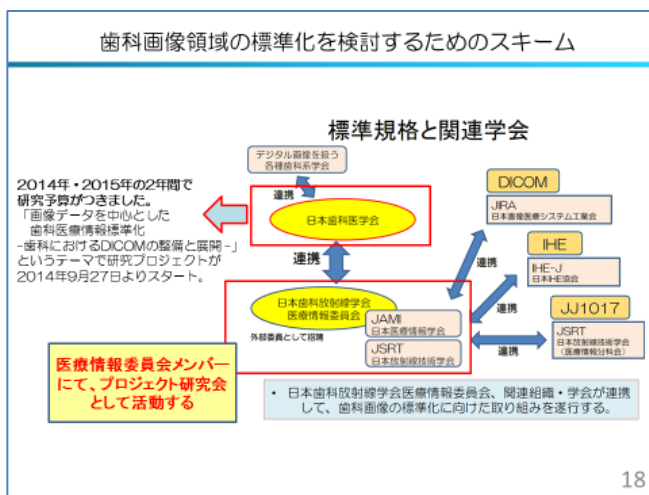 歯科画像領域の標準化を検討するためのスキーム
標準規格と関連学会
デジタル画像を扱う
各種歯科系学会
連携
2014年・2015年の2年間で
研究予算がつきました。
「画像データを中心とした
歯科医療情報標準化
-歯科におけるDICOMの整備と展開-」
というテーマで研究プロジェクトが
2014年9月27日よりスタート。
日本歯科医学会
連携
DICOM
JIRA
日本画像医療システム工業会
連携
IHE
IHE-J
日本IHE協会
連携
JJ1017
JSRT
日本放射線技術学会
(医療情報分科会)
連携
日本歯科放射線学会
医療情報委員会
外部委員として招聘
JAMI
日本医療情報学会
JSRT
日本放射線技術学会
医療情報委員会メンバー
にて、プロジェクト研究会
として活動する
• 日本歯科放射線学会医療情報委員会、関連組織・学会が連携
して、歯科画像の標準化に向けた取り組みを遂行する。
18